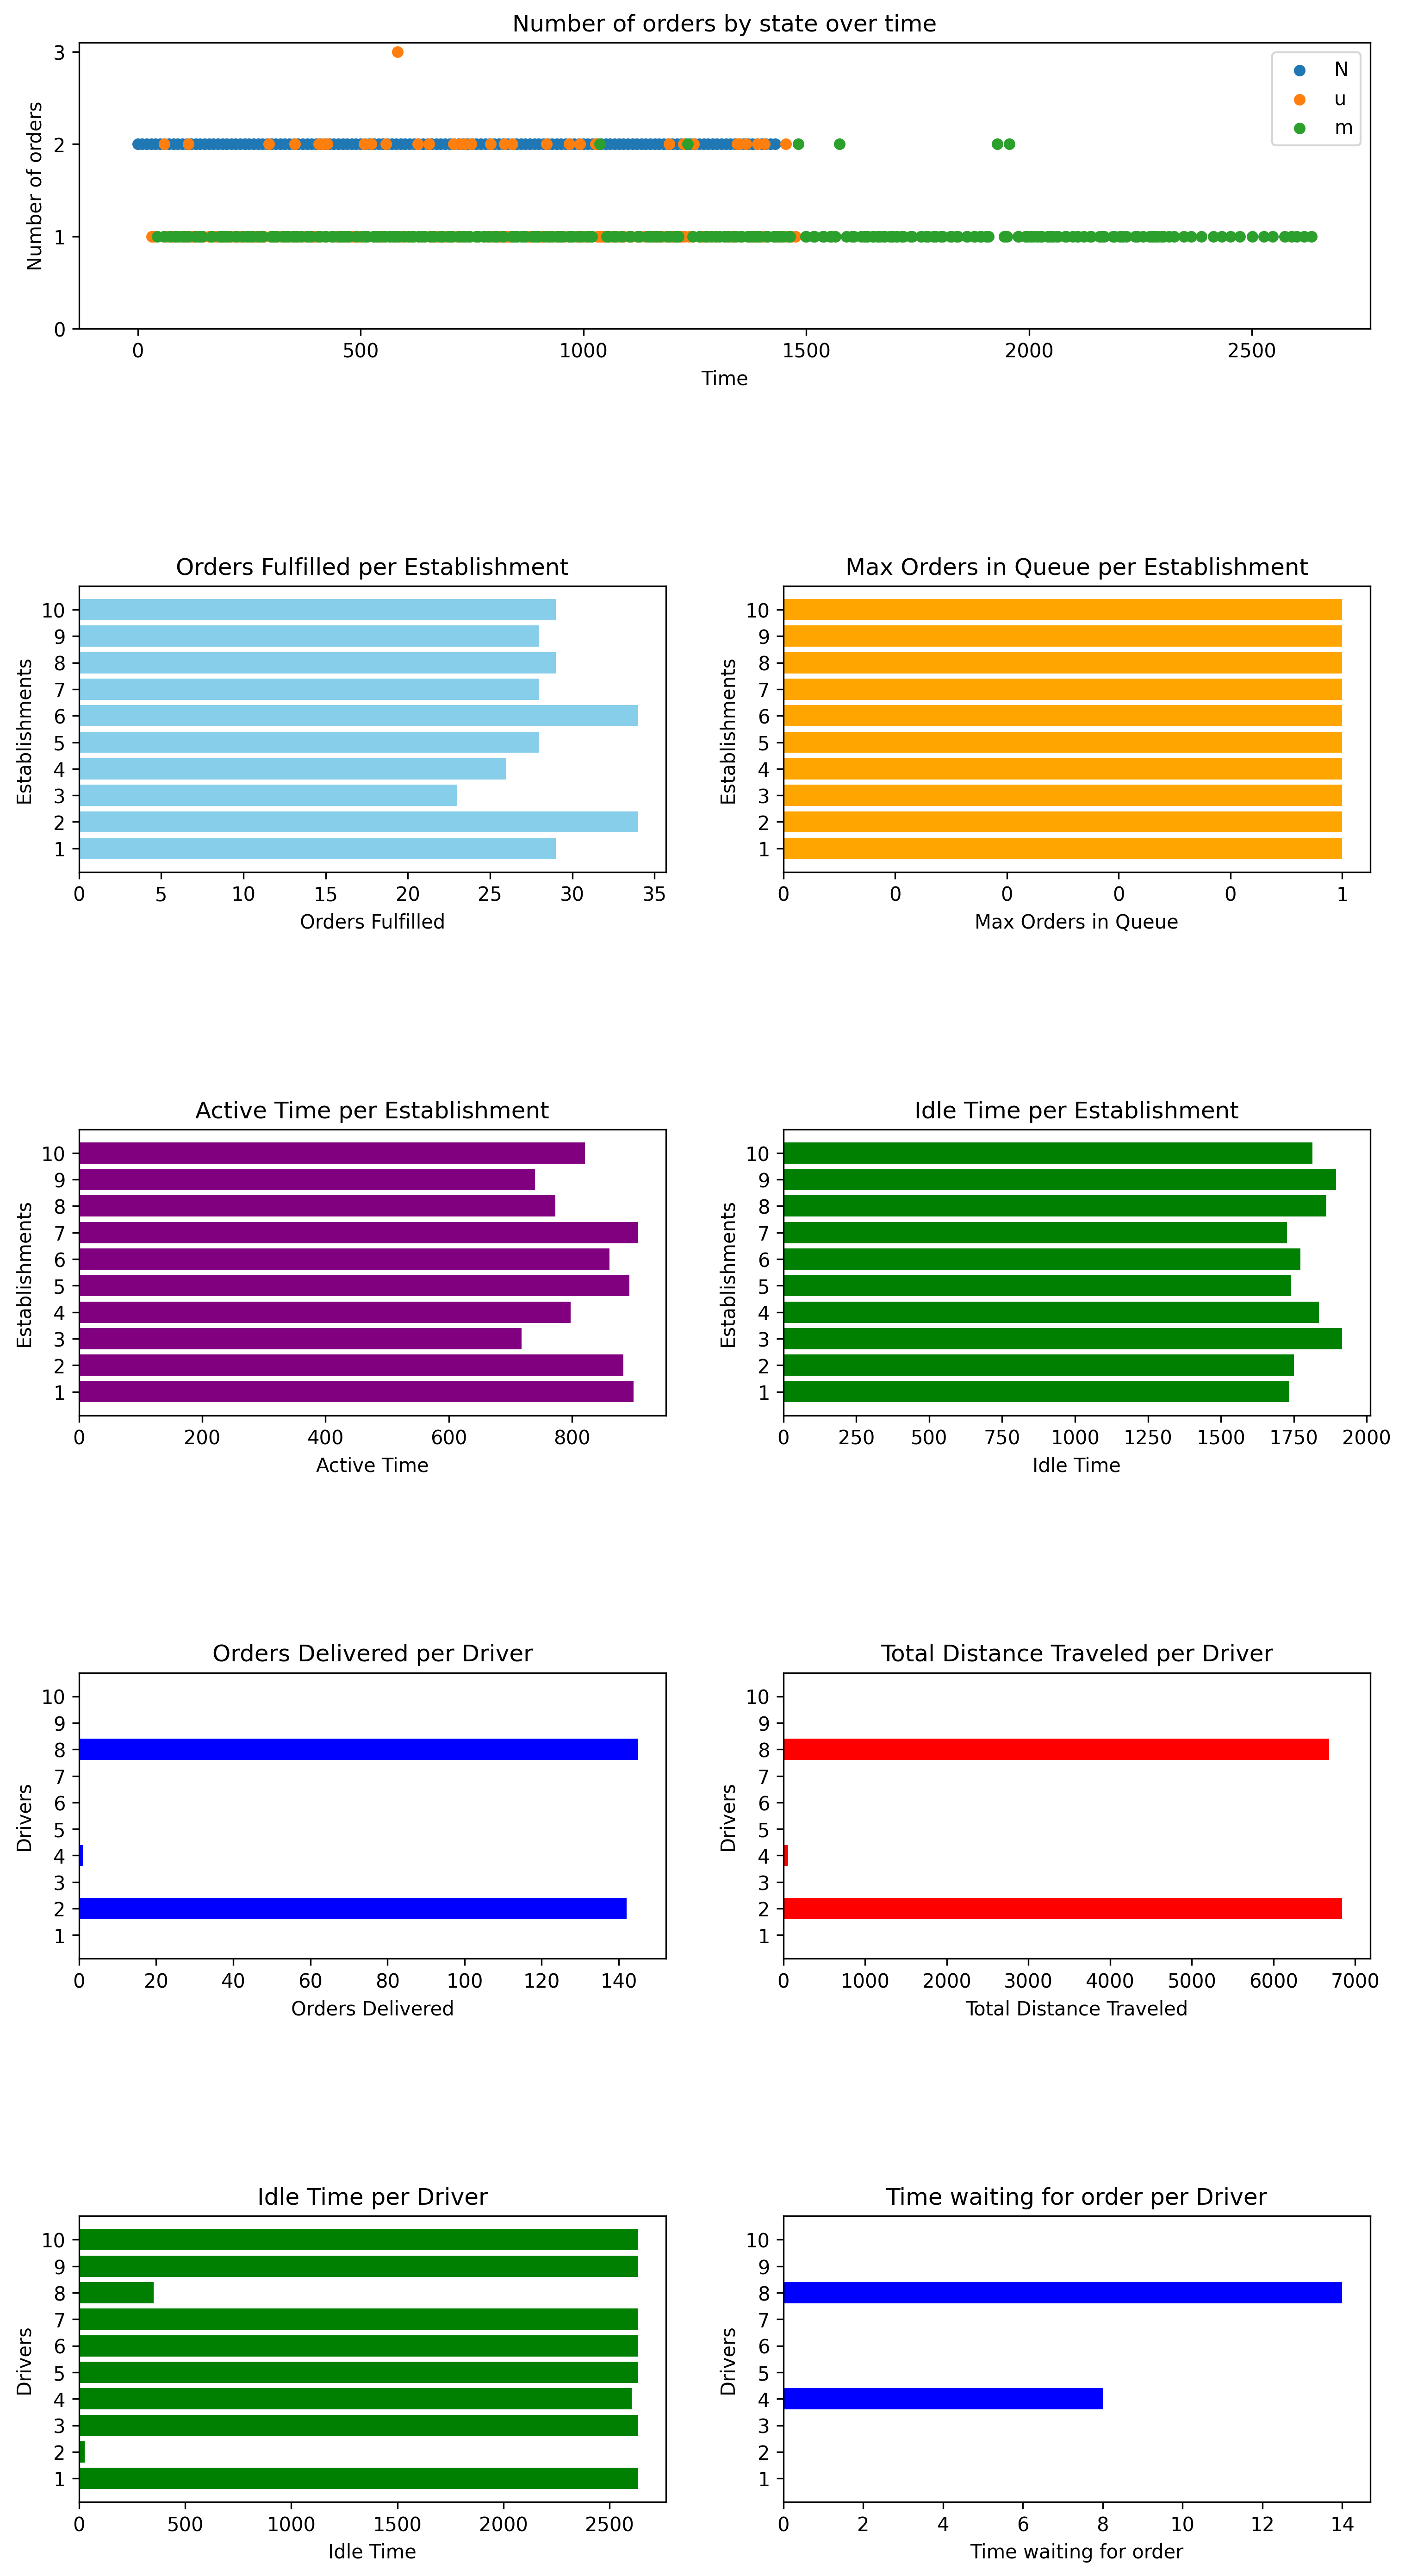 Number of orders by state over time
Number of orders
3
2
1
0
N
u
m
0 500 1000 1500 2000 2500
Time
Orders Fulfilled per Establishment
Establishments
10
9
8
7
6
5
4
3
2
1
0 5 10 15 20 25 30 35
Orders Fulfilled
Max Orders in Queue per Establishment
Establishments
10
9
8
7
6
5
4
3
2
1
0 0 0 0 0 1
Max Orders in Queue
Active Time per Establishment
Establishments
10
9
8
7
6
5
4
3
2
1
0 200 400 600 800
Active Time
Idle Time per Establishment
Establishments
10
9
8
7
6
5
4
3
2
1
0 250 500 750 1000 1250 1500 1750 2000
Idle Time
Orders Delivered per Driver
Drivers
10
9
8
7
6
5
4
3
2
1
0 20 40 60 80 100 120 140
Orders Delivered
Total Distance Traveled per Driver
Drivers
10
9
8
7
6
5
4
3
2
1
0 1000 2000 3000 4000 5000 6000 7000
Total Distance Traveled
Idle Time per Driver
Drivers
10
9
8
7
6
5
4
3
2
1
0 500 1000 1500 2000 2500
Idle Time
Time waiting for order per Driver
Drivers
10
9
8
7
6
5
4
3
2
1
0 2 4 6 8 10 12 14
Time waiting for order